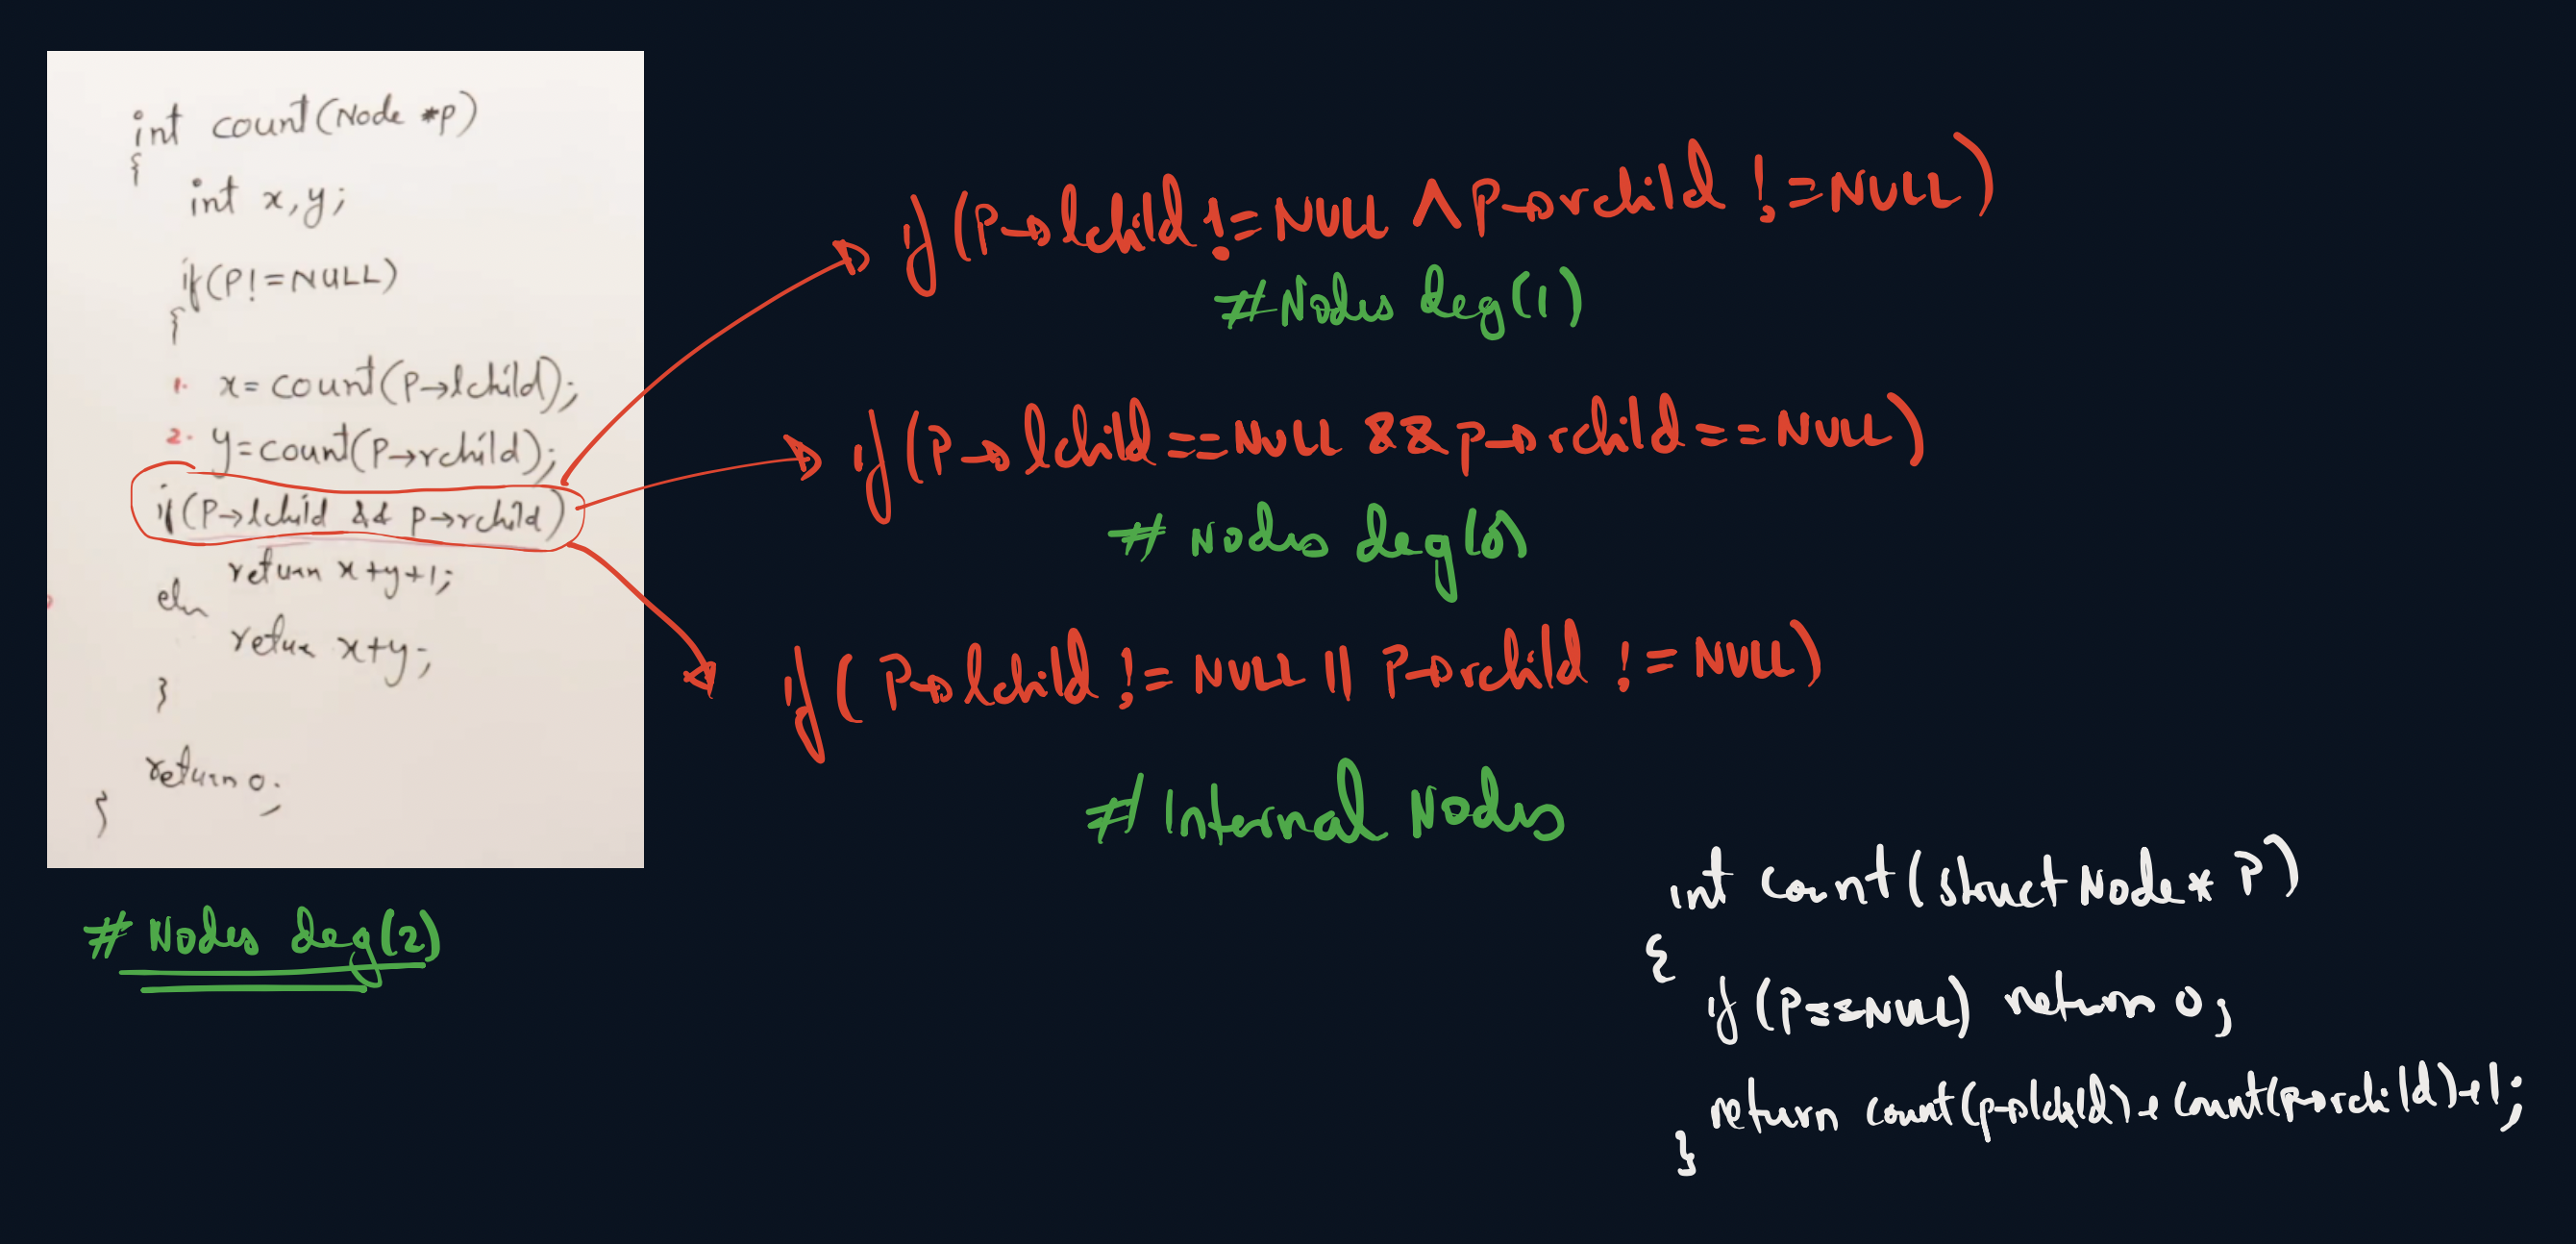 int count(Node *p)
{
int x,y;
if(P!=NULL)
{
1. x=count(P→lchild);
2. y=count(P→rchild);
if(P→lchild && p→rchild)
return x+y+1;
else
return x+y;
}
return 0;
}
# Nodes deg(2)
if(P→lchild != NULL ∧ P→rchild != NULL)
#Nodes deg(1)
if(P→lchild==NULL && p→rchild==NULL)
# Nodes deg(0)
if(P→lchild != NULL || P→rchild != NULL)
# Internal Nodes
int count(struct Node* P)
{
if(P==NULL) return 0;
return count(p→lchild)+count(p→rchild)+1;
}